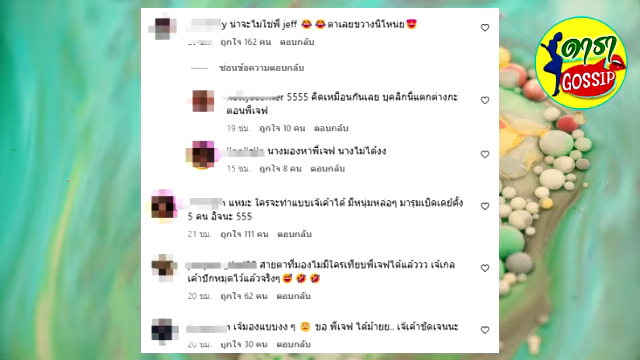 y น่าจะไม่ใช่พี่ jeff 😂😂ตาเลยขวางนิไหนย😍
ถูกใจ 162 คน ตอบกลับ
ซ่อนข้อความตอบกลับ
er 5555 คิดเหมือนกันเลย บุคลิกนี่แตกต่างกะ
ตอนพี่เจฟ
19 ชม. ถูกใจ 10 คน ตอบกลับ
นางมองหาพี่เจฟ นางไม่ได้งง
15 ชม. ถูกใจ 8 คน ตอบกลับ
แหมะ ใครจะทำแบบเจ้เค้าได้ มีหนุ่มหล่อๆ มารุมเบิดเดย์ตั้ง
5 คน อิจนะ 555
21 ชม. ถูกใจ 111 คน ตอบกลับ
สายตาที่มองไม่มีใครเทียบพี่เจฟได้แล้ววว เจ้เกล
เค้าปักหมุดไว้แล้วจริงๆ😅🤣🤣
20 ชม. ถูกใจ 62 คน ตอบกลับ
เจ้มองแบบงง ๆ ขอ พี่เจฟ ได้ม้ายย.. เจ้เค้าชัดเจนนะ
20 ชม. ถูกใจ 30 คน ตอบกลับ
ดารา
GOSSIP